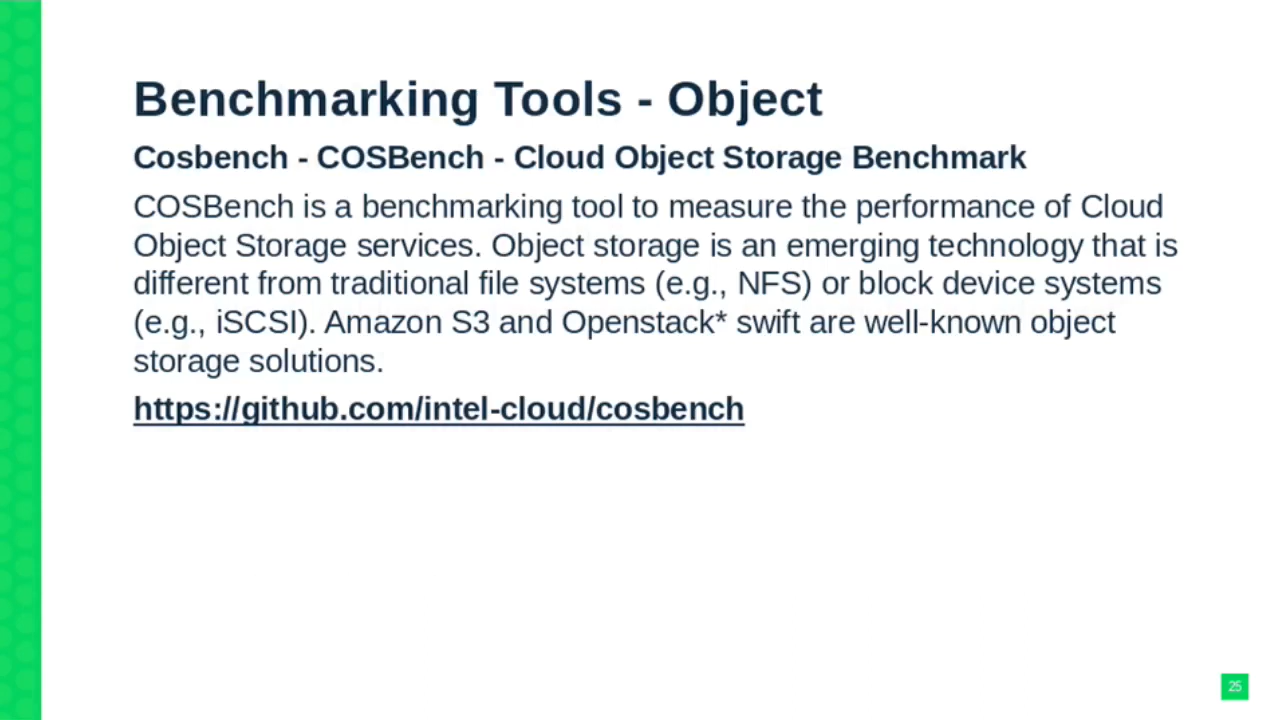 Benchmarking Tools - Object
Cosbench - COSBench - Cloud Object Storage Benchmark
COSBench is a benchmarking tool to measure the performance of Cloud
Object Storage services. Object storage is an emerging technology that is
different from traditional file systems (e.g., NFS) or block device systems
(e.g., iSCSI). Amazon S3 and Openstack* swift are well-known object
storage solutions.
https://github.com/intel-cloud/cosbench
25